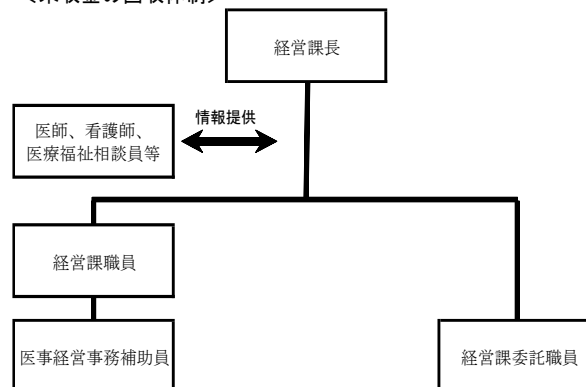 経営課長
情報提供
医師、看護師、
医療福祉相談員等
経営課職員
医事経営事務補助員
経営課委託職員